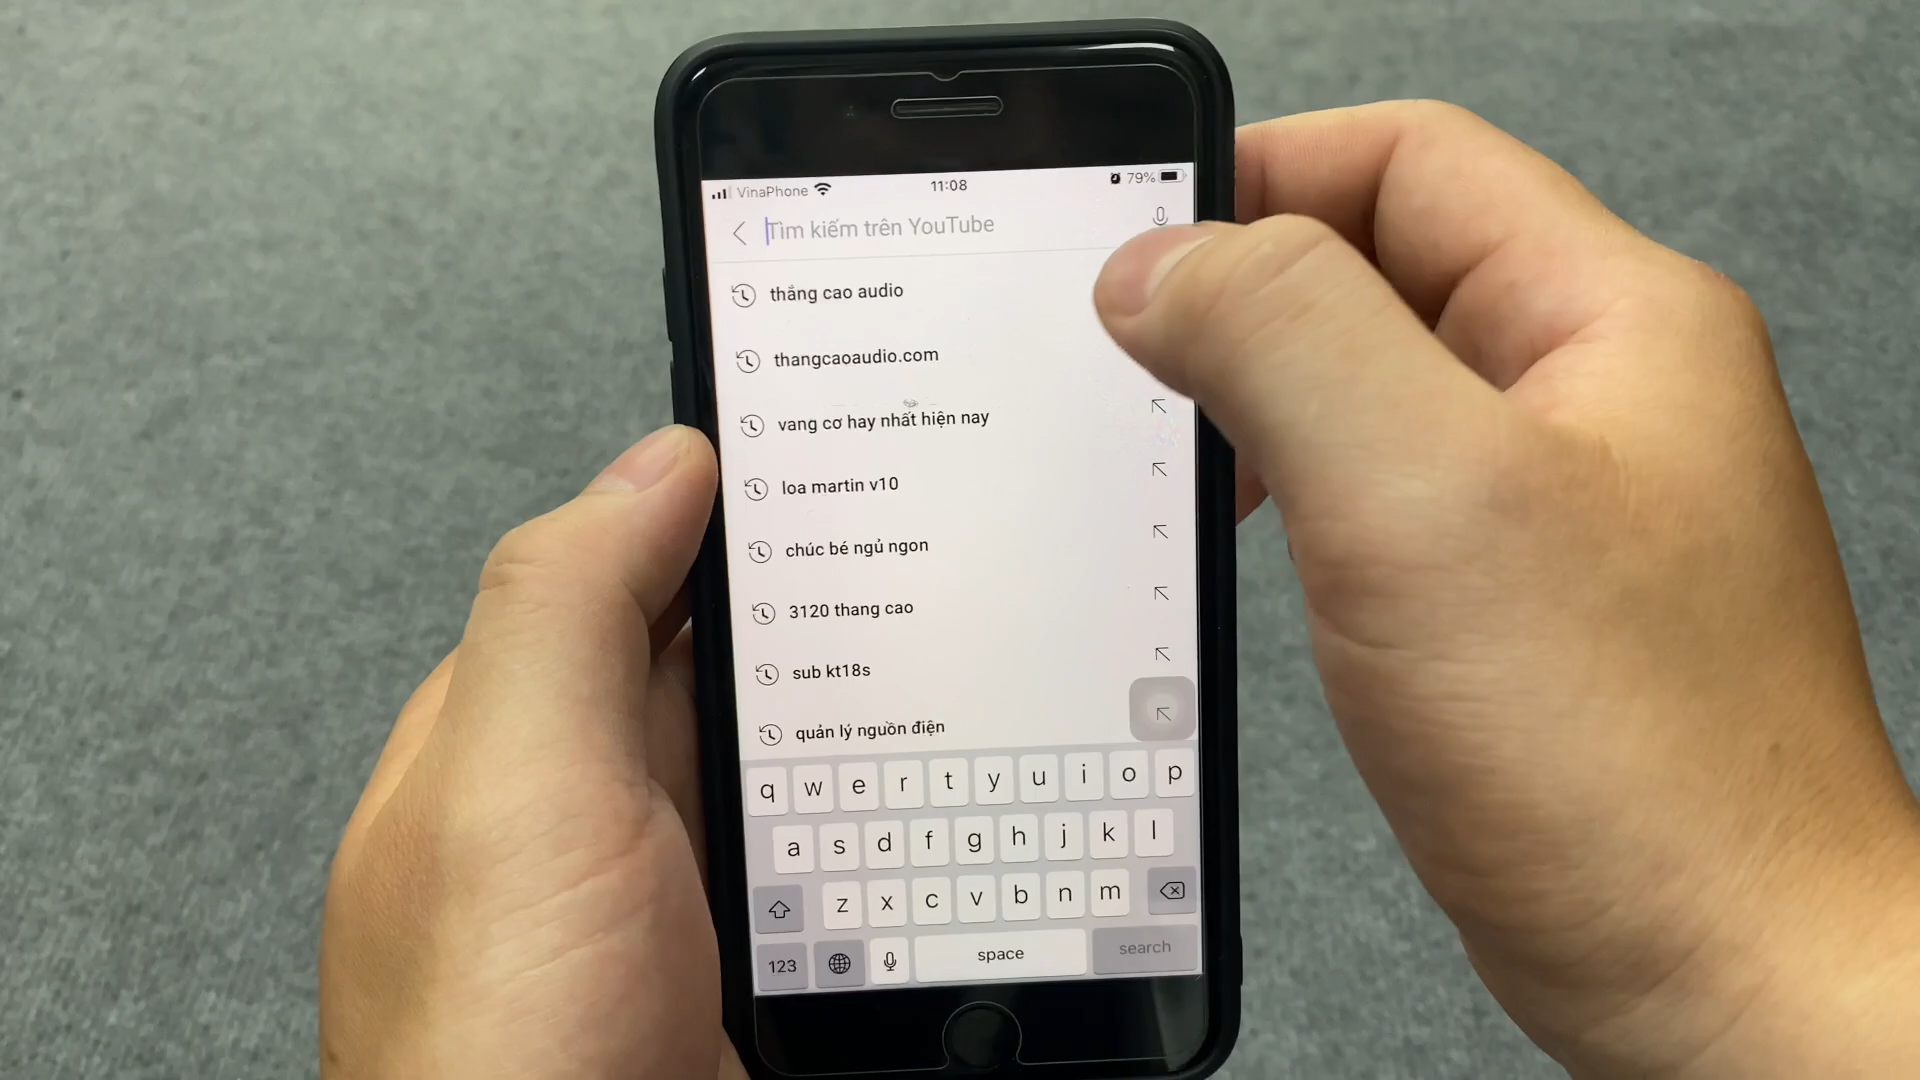 VinaPhone 11:08 79%
Tìm kiếm trên YouTube
thắng cao audio
thangcaoaudio.com
vang cơ hay nhất hiện nay
loa martin v10
chúc bé ngủ ngon
3120 thang cao
sub kt18s
quản lý nguồn điện
q w e r t y u i o p
a s d f g h j k l
z x c v b n m
123 space search